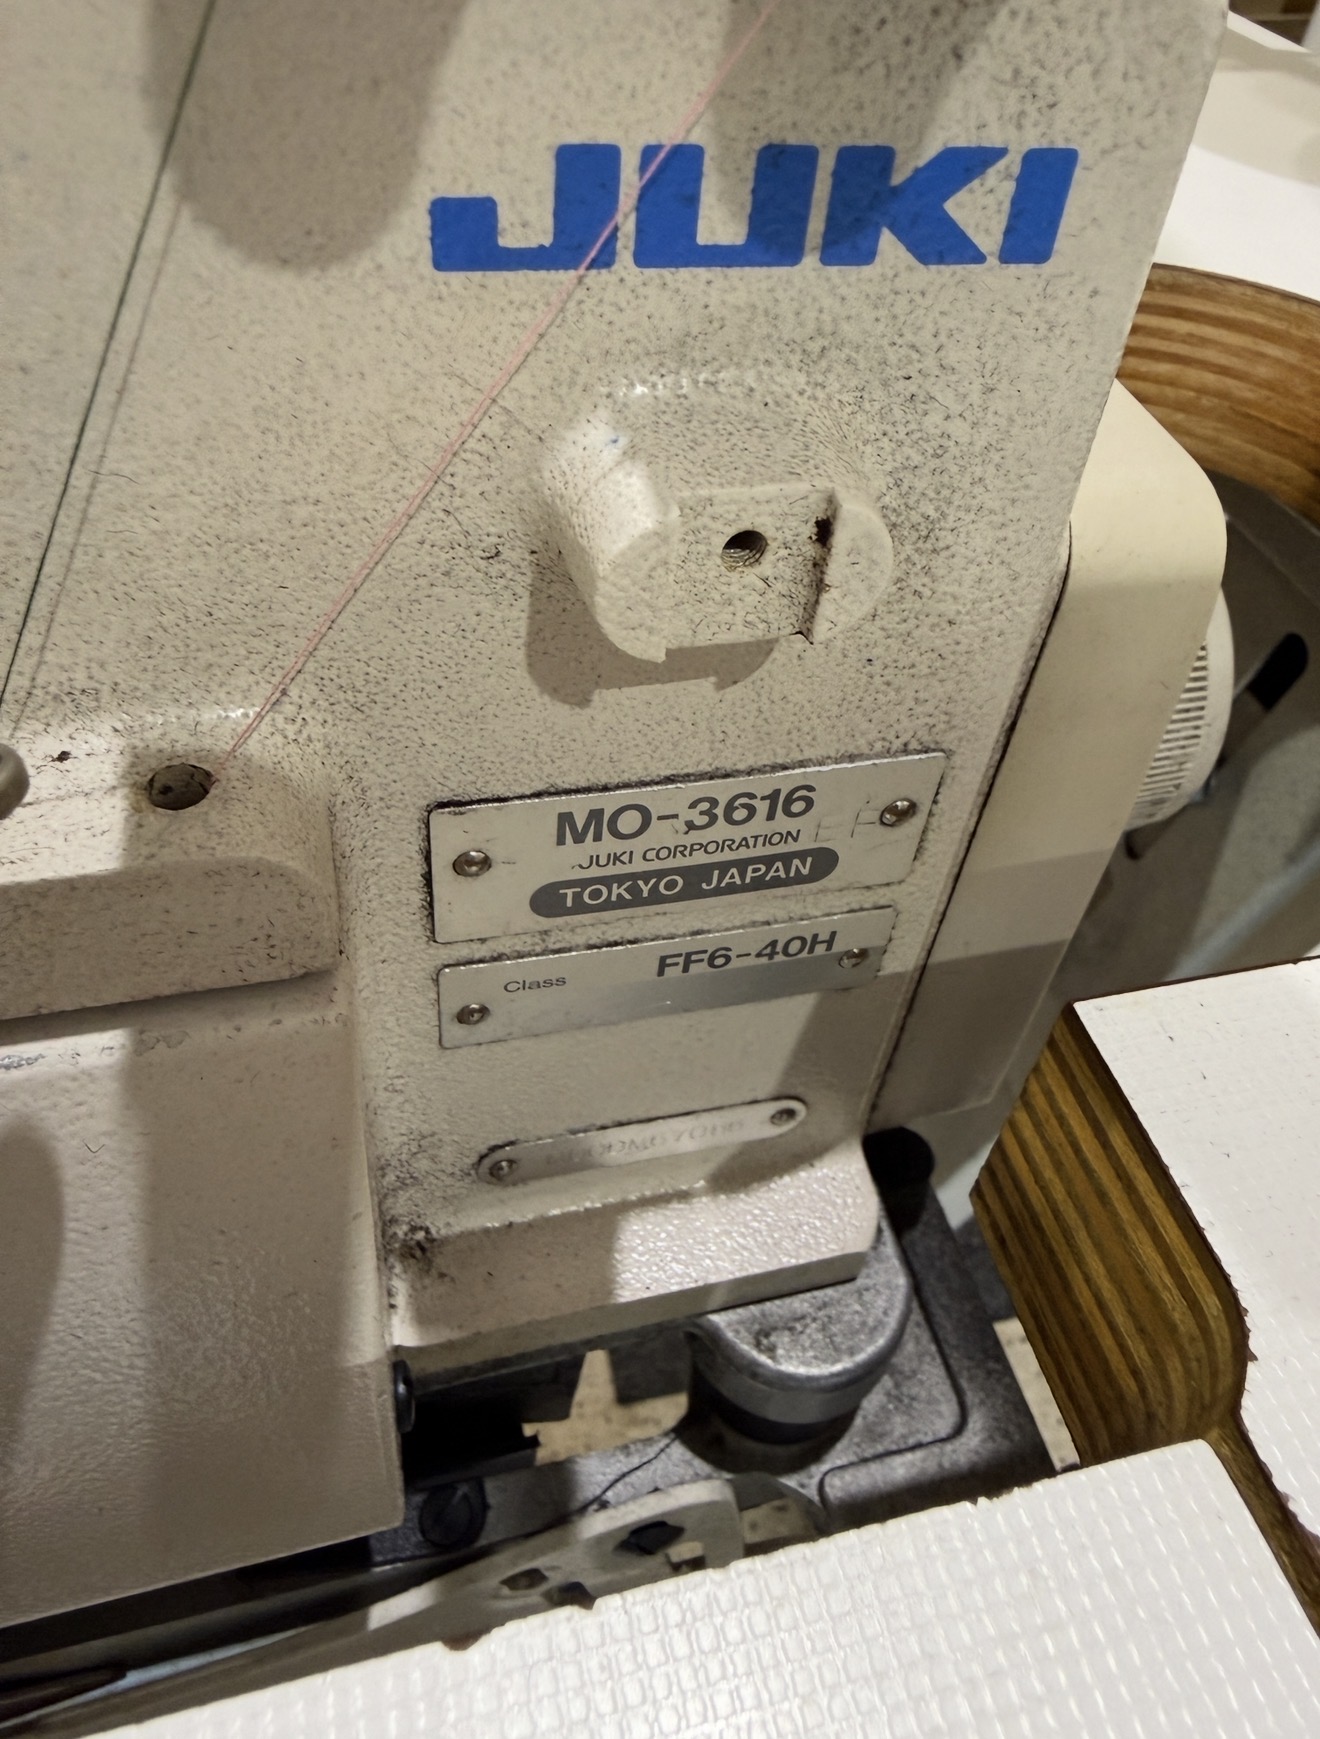 JUKI
MO-3616
JUKI CORPORATION
TOKYO JAPAN
Class FF6-40H